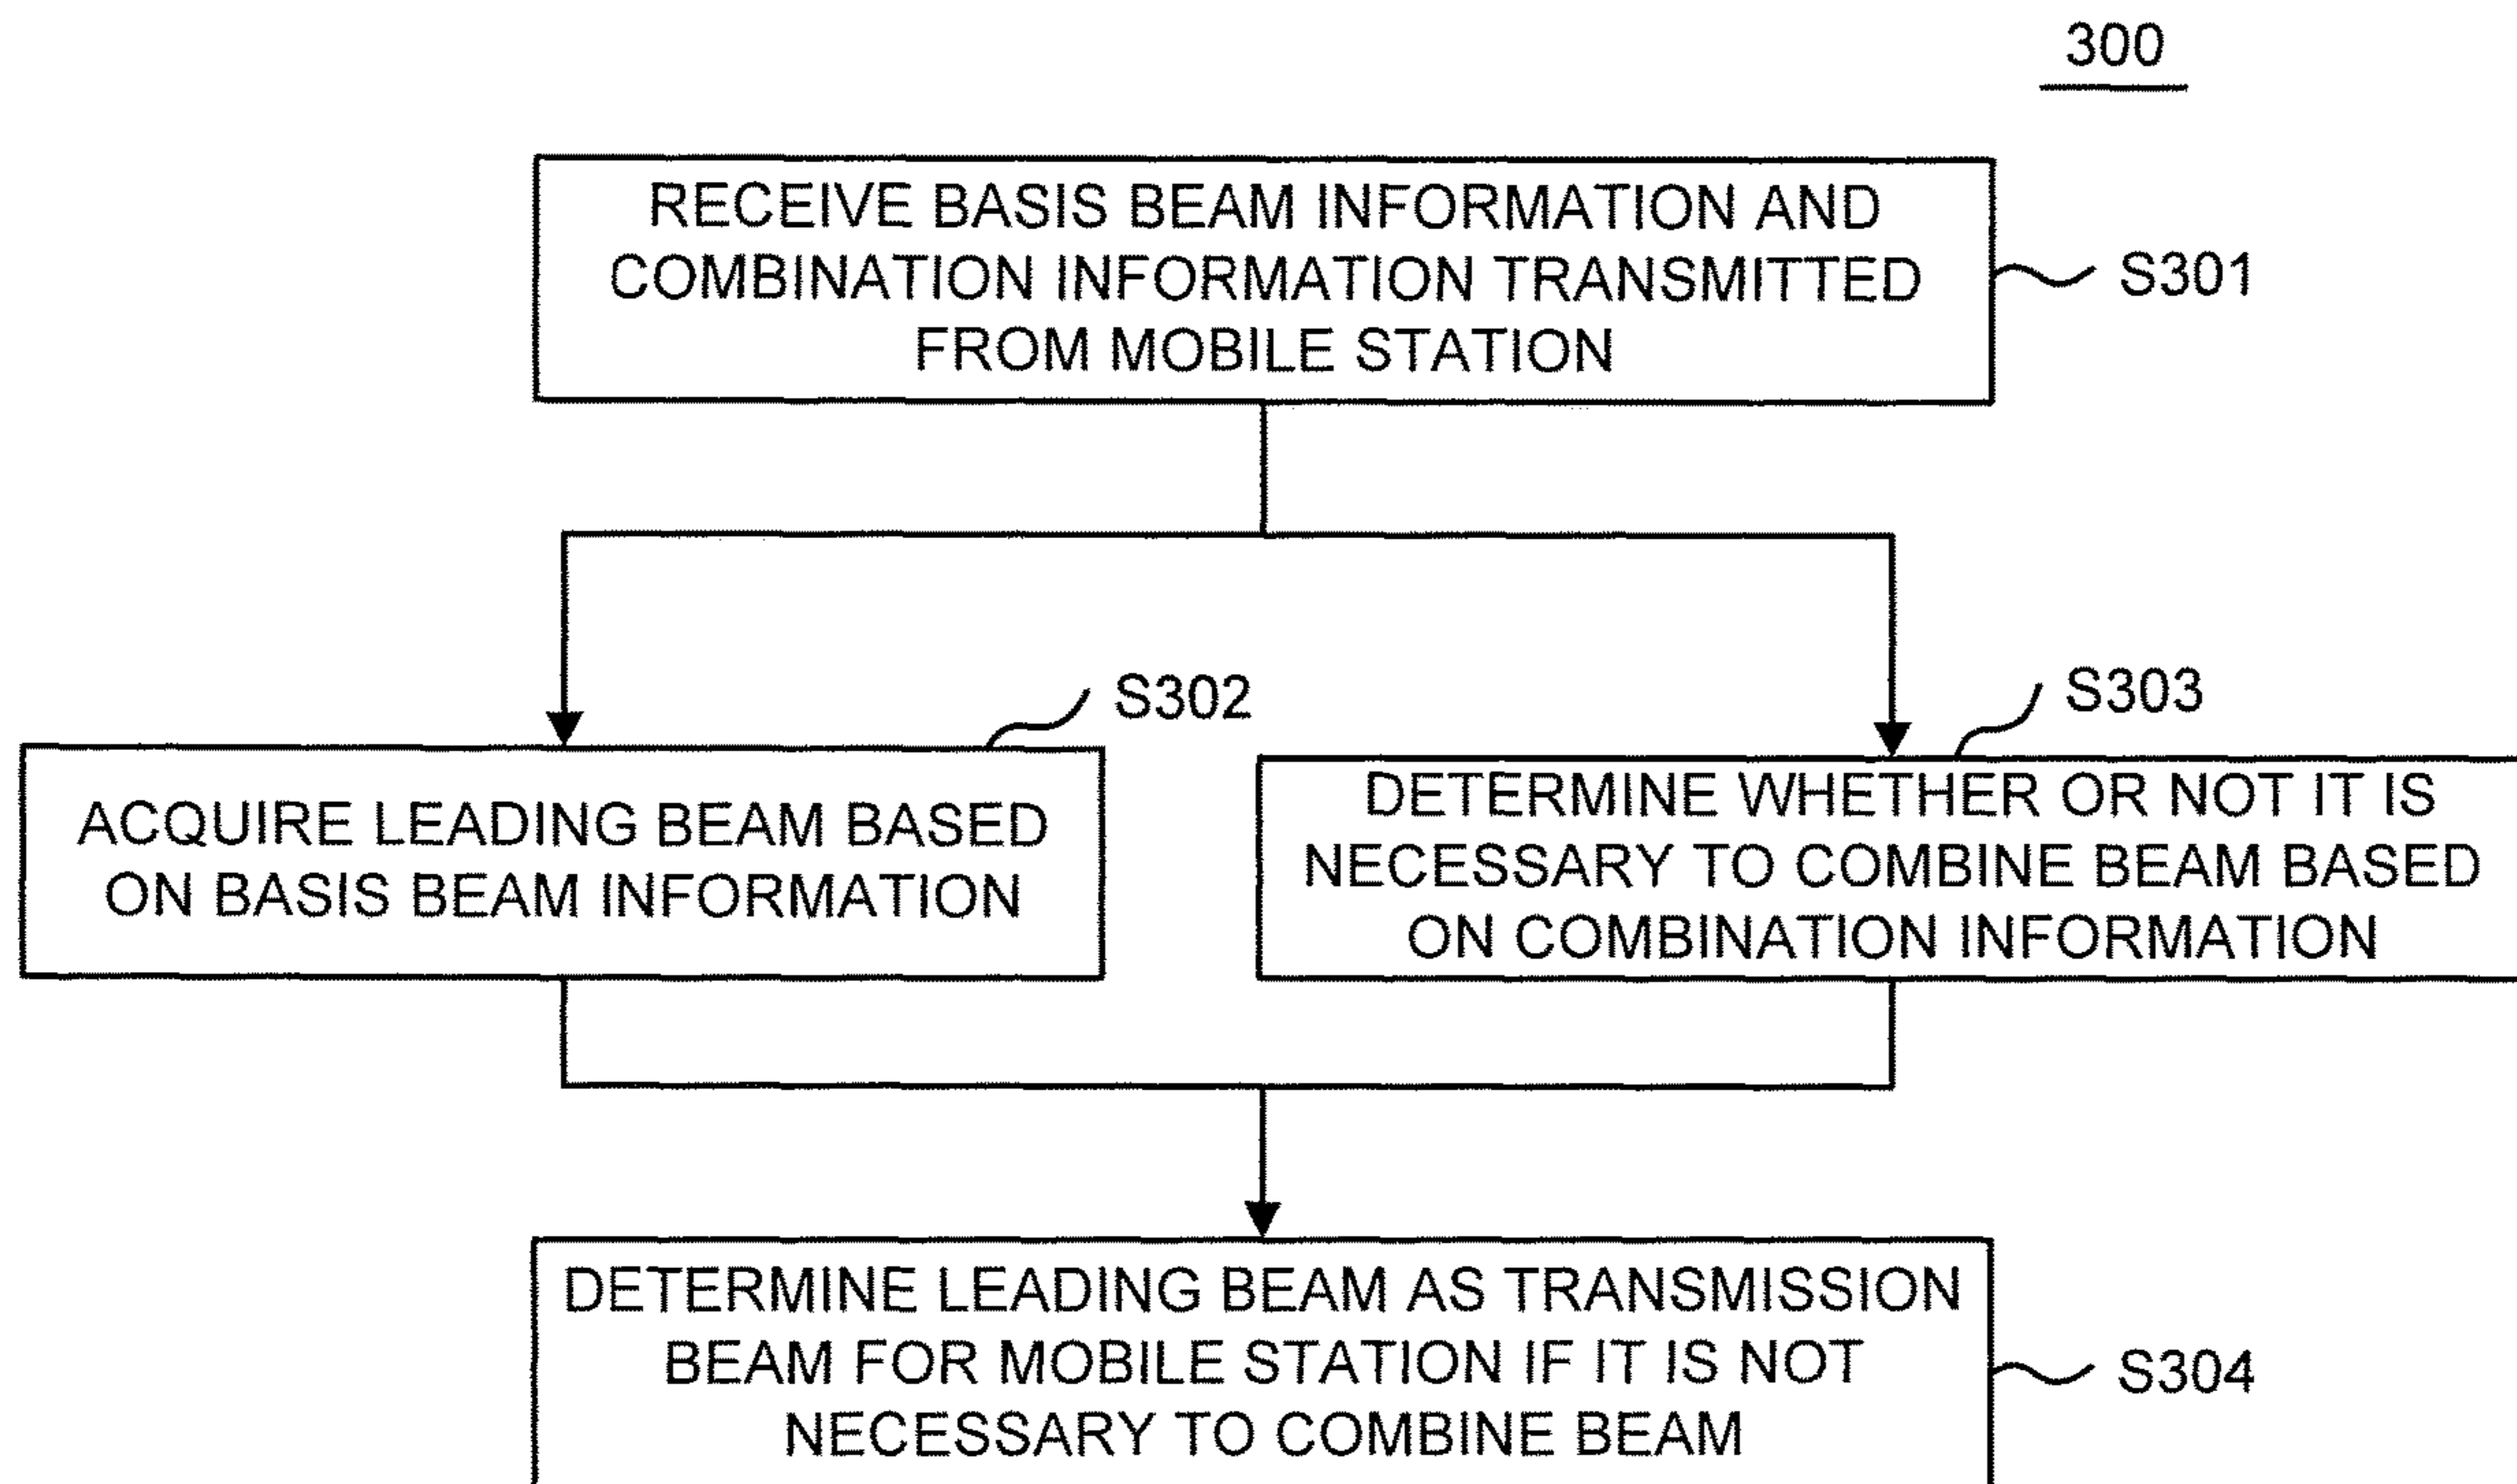 300
RECEIVE BASIS BEAM INFORMATION AND
COMBINATION INFORMATION TRANSMITTED
FROM MOBILE STATION
S301
S302
ACQUIRE LEADING BEAM BASED
ON BASIS BEAM INFORMATION
S303
DETERMINE WHETHER OR NOT IT IS
NECESSARY TO COMBINE BEAM BASED
ON COMBINATION INFORMATION
DETERMINE LEADING BEAM AS TRANSMISSION
BEAM FOR MOBILE STATION IF IT IS NOT
NECESSARY TO COMBINE BEAM
S304